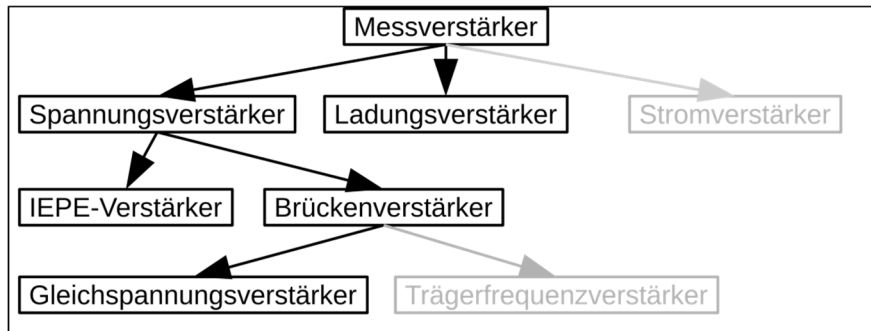 Messverstärker
Spannungsverstärker
Ladungsverstärker
Stromverstärker
IEPE-Verstärker
Brückenverstärker
Gleichspannungsverstärker
Trägerfrequenzverstärker